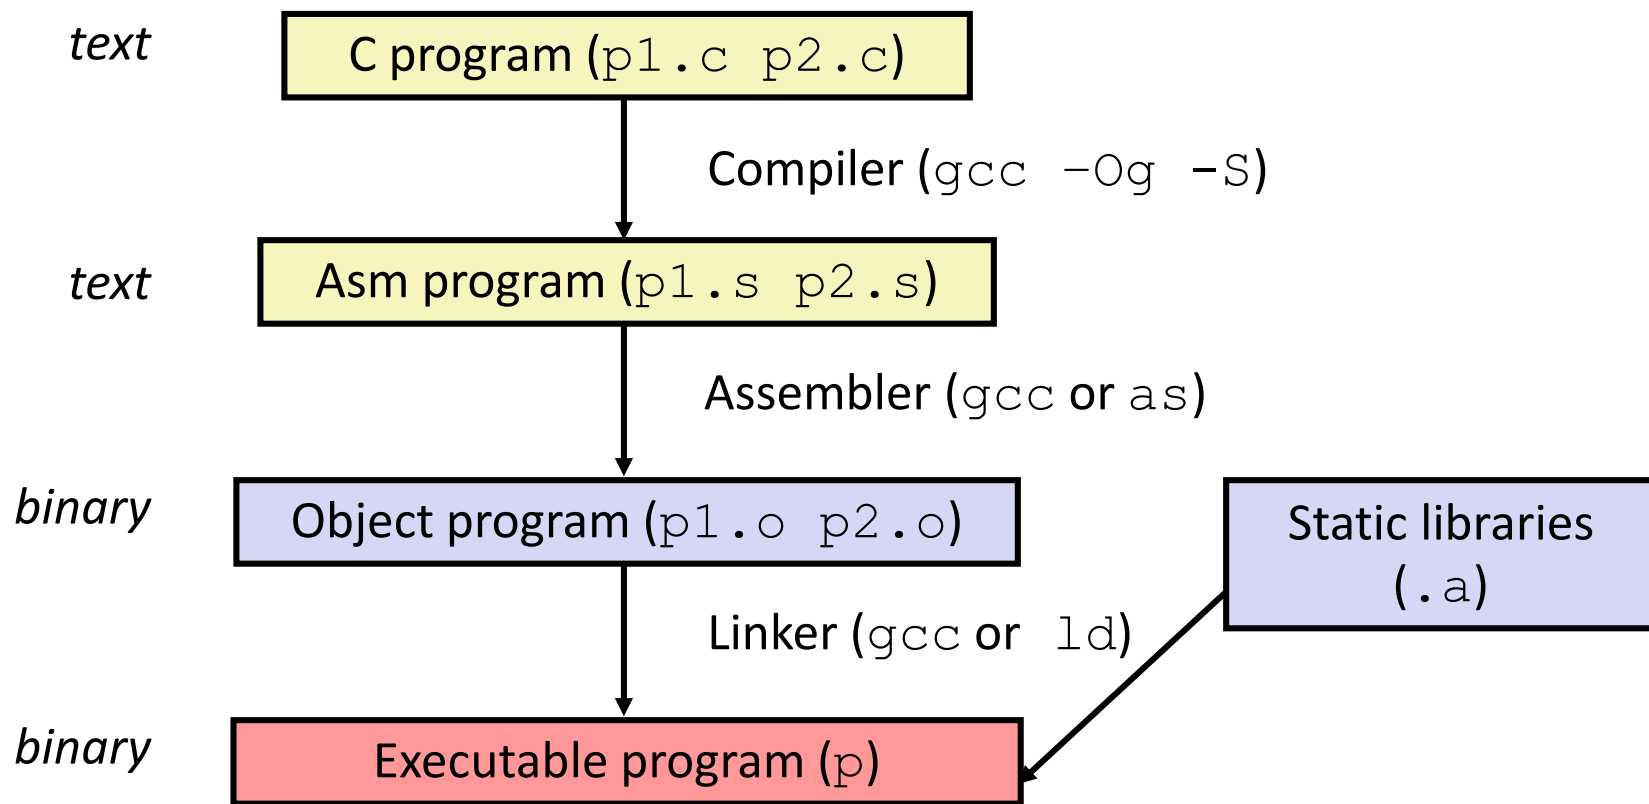 text
C program (p1.c p2.c)
Compiler (gcc –Og -S)
text
Asm program (p1.s p2.s)
Assembler (gcc or as)
binary
Object program (p1.o p2.o)
Static libraries
(.a)
Linker (gcc or ld)
binary
Executable program (p)